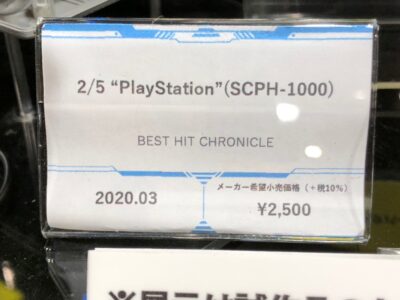 2/5 “PlayStation”(SCPH-1000)
BEST HIT CHRONICLE
2020.03
メーカー希望小売価格（+税10%）
¥2,500